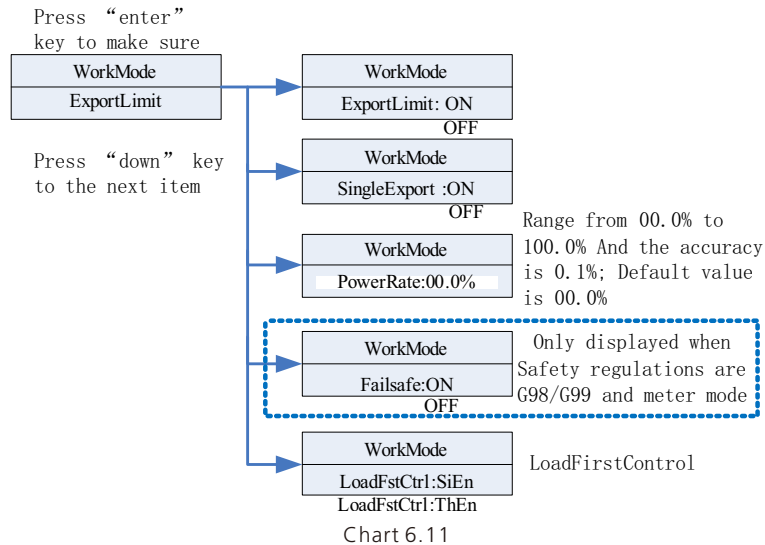 Press “enter”
key to make sure
WorkMode
ExportLimit
WorkMode
ExportLimit: ON
OFF
Press “down” key
to the next item
WorkMode
SingleExport :ON
OFF
WorkMode
PowerRate:00.0%
Range from 00.0% to
100.0% And the accuracy
is 0.1%; Default value
is 00.0%
WorkMode
Failsafe:ON
OFF
Only displayed when
Safety regulations are
G98/G99 and meter mode
WorkMode
LoadFstCtrl:SiEn
LoadFstCtrl:ThEn
LoadFirstControl
Chart 6.11